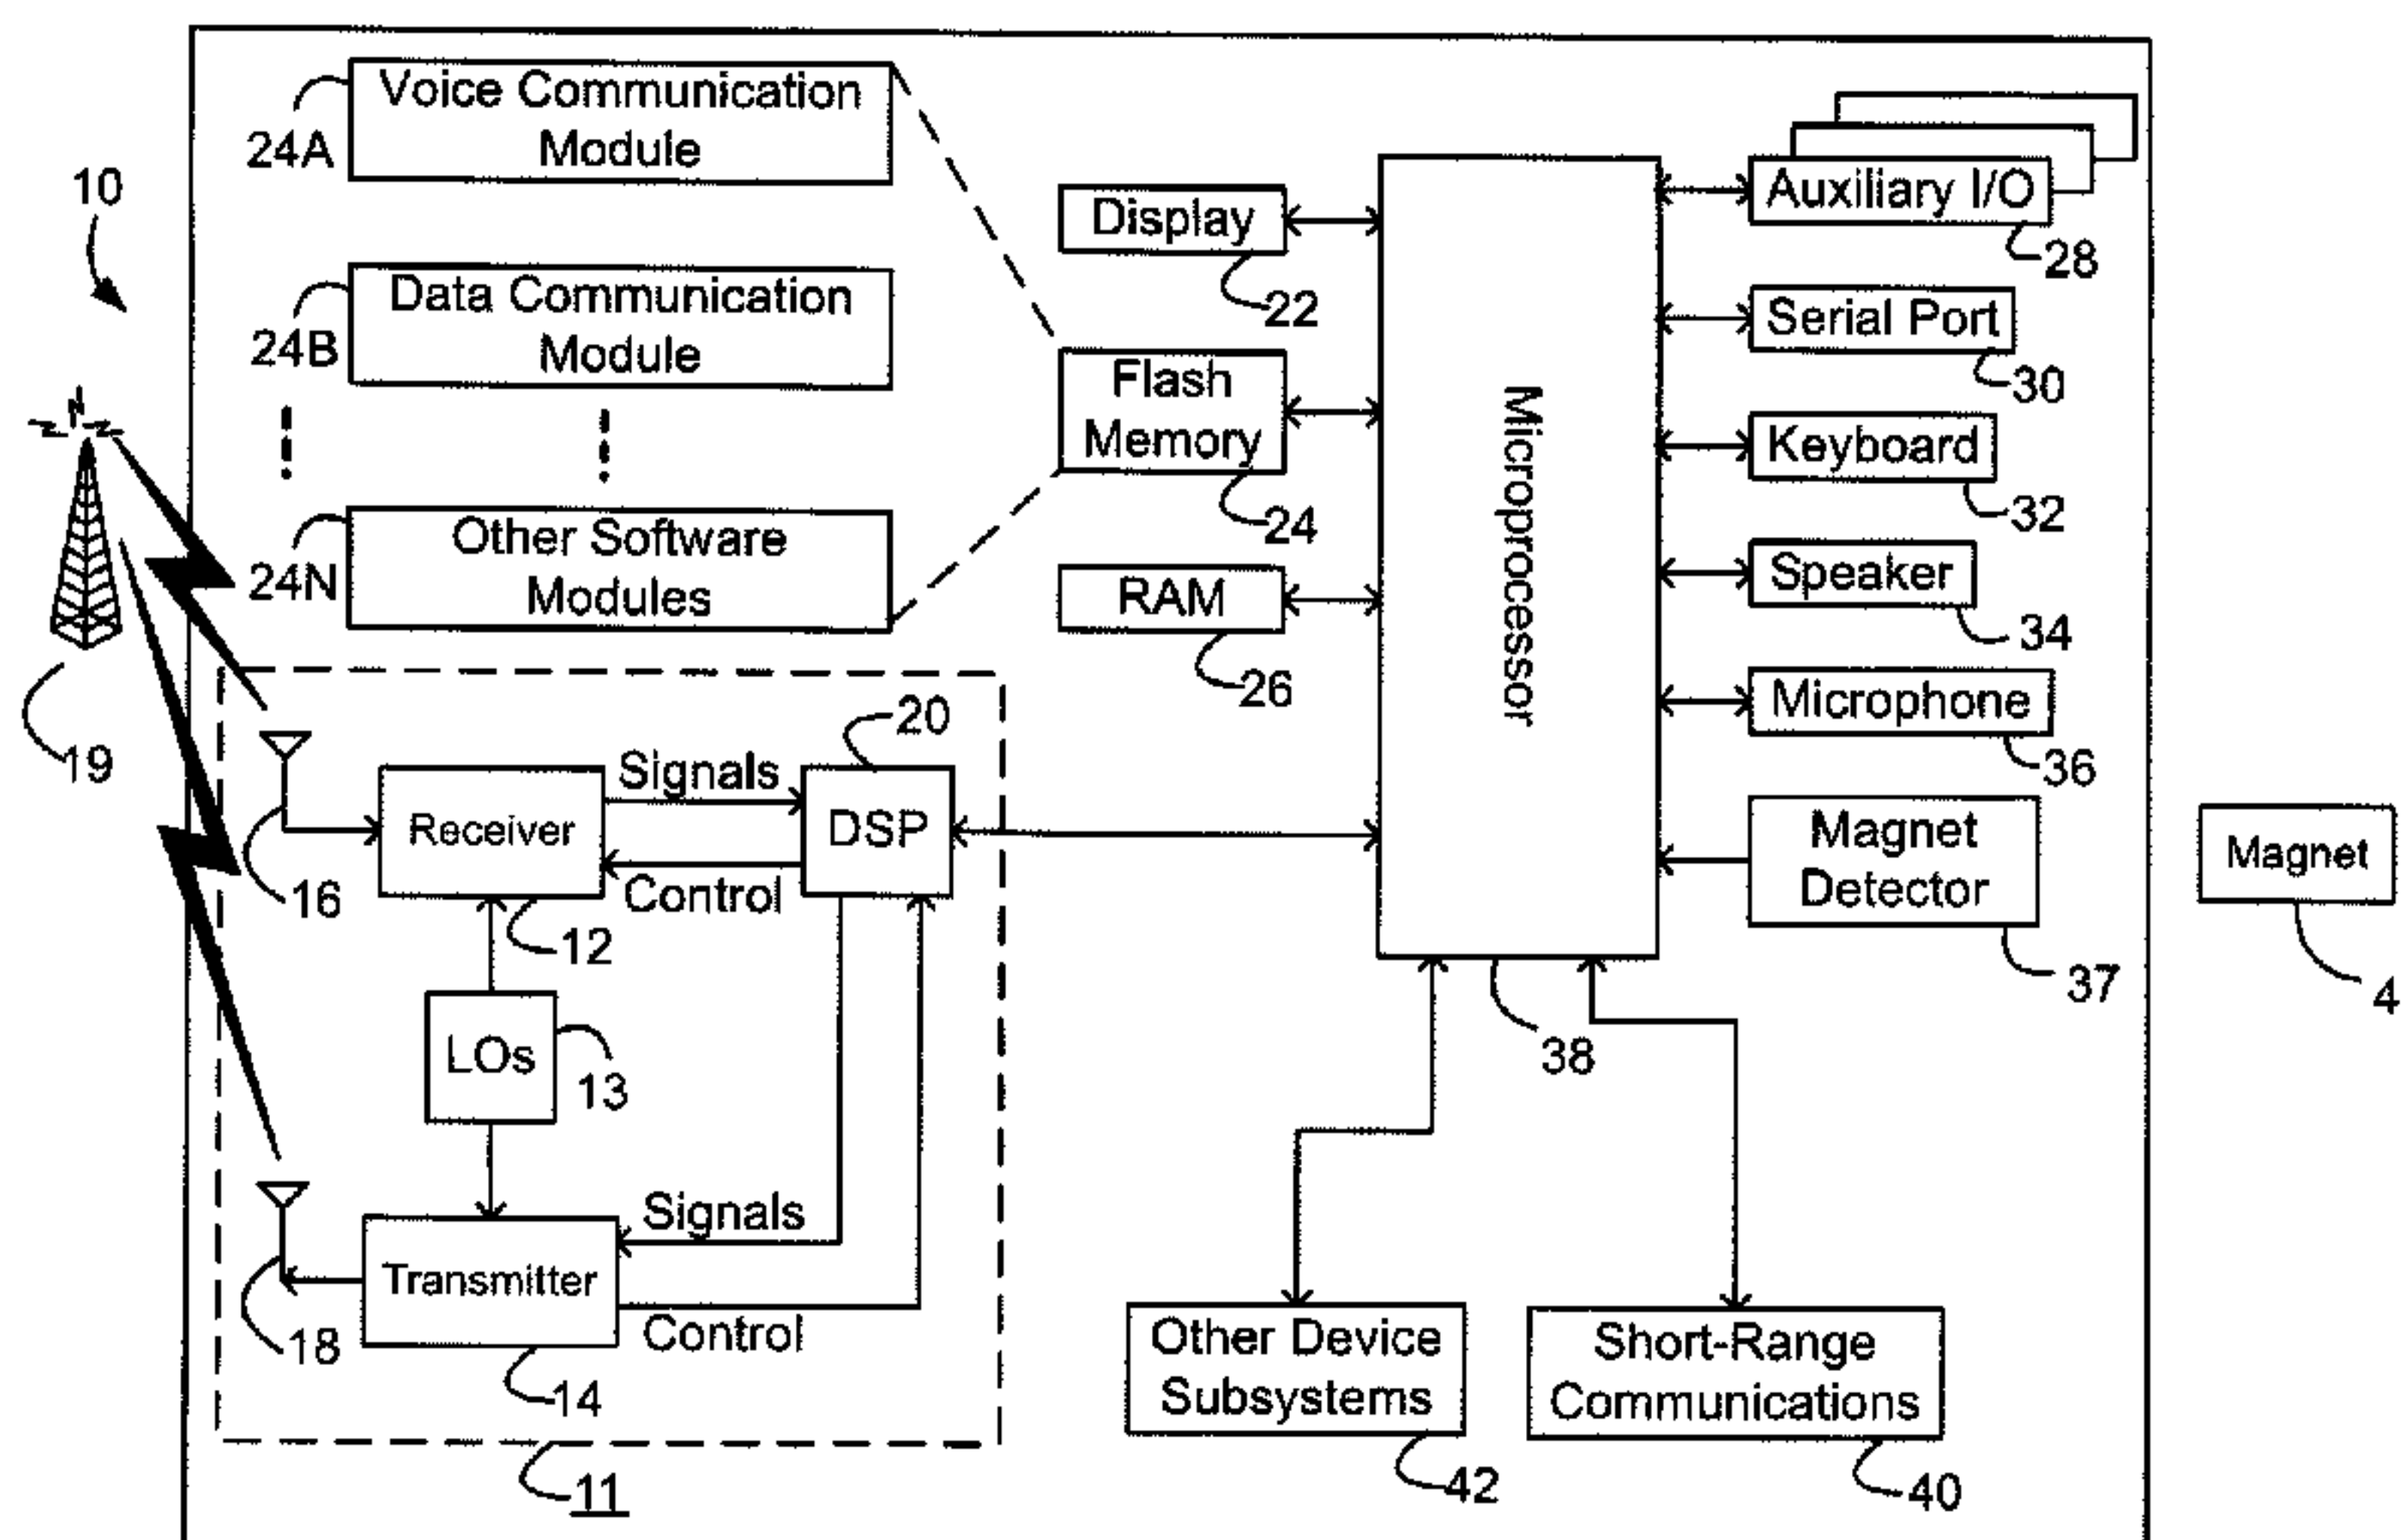 Voice Communication
Module
24A
10
Data Communication
Module
24B
Other Software
Modules
24N
19
Display
22
Flash
Memory
24
RAM
26
Microprocessor
38
Auxiliary I/O
28
Serial Port
30
Keyboard
32
Speaker
34
Microphone
36
Magnet
Detector
37
Magnet
4
20
Signals
Receiver
DSP
Control
16
12
LOs
13
Signals
Transmitter
Control
18
14
11
Other Device
Subsystems
42
Short-Range
Communications
40